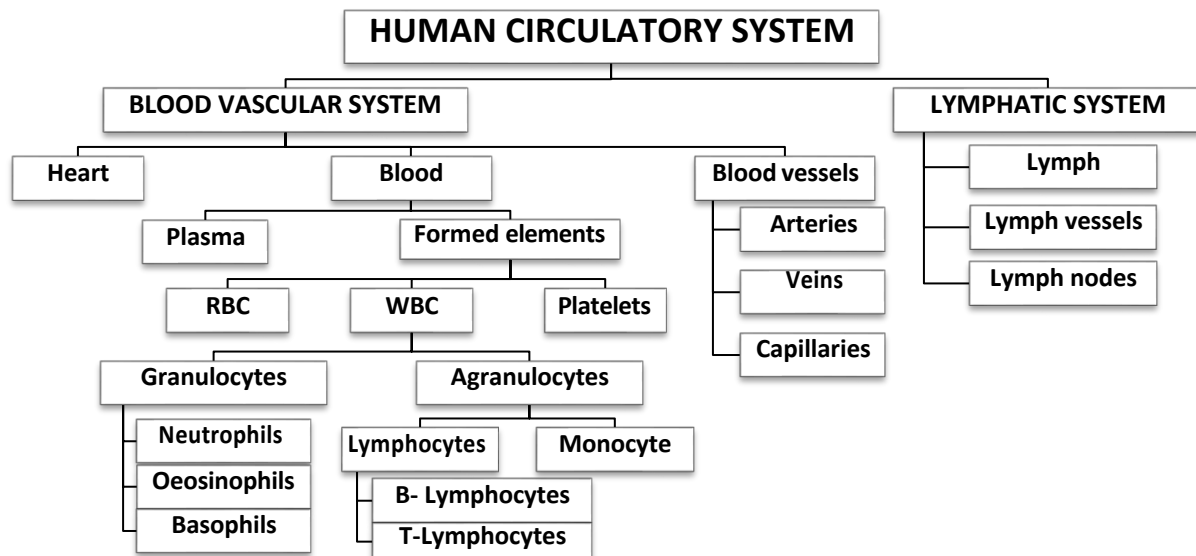 HUMAN CIRCULATORY SYSTEM
BLOOD VASCULAR SYSTEM
LYMPHATIC SYSTEM
Heart
Blood
Blood vessels
Lymph
Plasma
Formed elements
Arteries
Lymph vessels
RBC
WBC
Platelets
Veins
Lymph nodes
Granulocytes
Agranulocytes
Capillaries
Neutrophils
Lymphocytes
Monocyte
Oeosinophils
B- Lymphocytes
Basophils
T-Lymphocytes